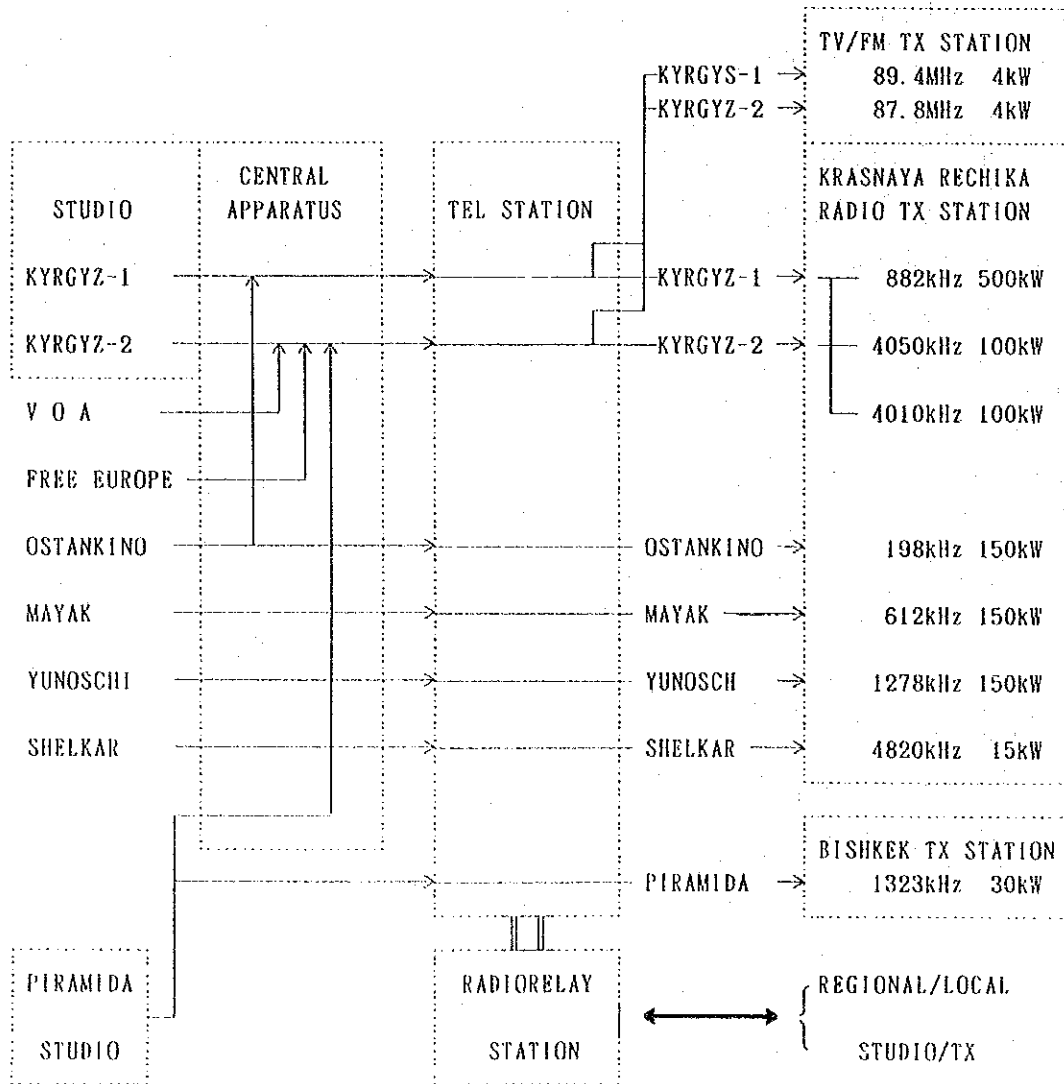 TV/FM TX STATION
KYRGYS-1 89.4MHz 4kW
KYRGYZ-2 87.8MHz 4kW
CENTRAL KRASNAYA RECHIKA
STUDIO APPARATUS TEL STATION RADIO TX STATION
KYRGYZ-1 KYRGYZ-1 882kHz 500kW
KYRGYZ-2 KYRGYZ-2 4050kHz 100kW
V O A 4010kHz 100kW
FREE EUROPE
OSTANKINO OSTANKINO 198kHz 150kW
MAYAK MAYAK 612kHz 150kW
YUNOSCHI YUNOSCH 1278kHz 150kW
SHELKAR SHELKAR 4820kHz 15kW
BISHKEK TX STATION
PIRAMIDA 1323kHz 30kW
PIRAMIDA RADIORELAY REGIONAL/LOCAL
STUDIO STATION STUDIO/TX